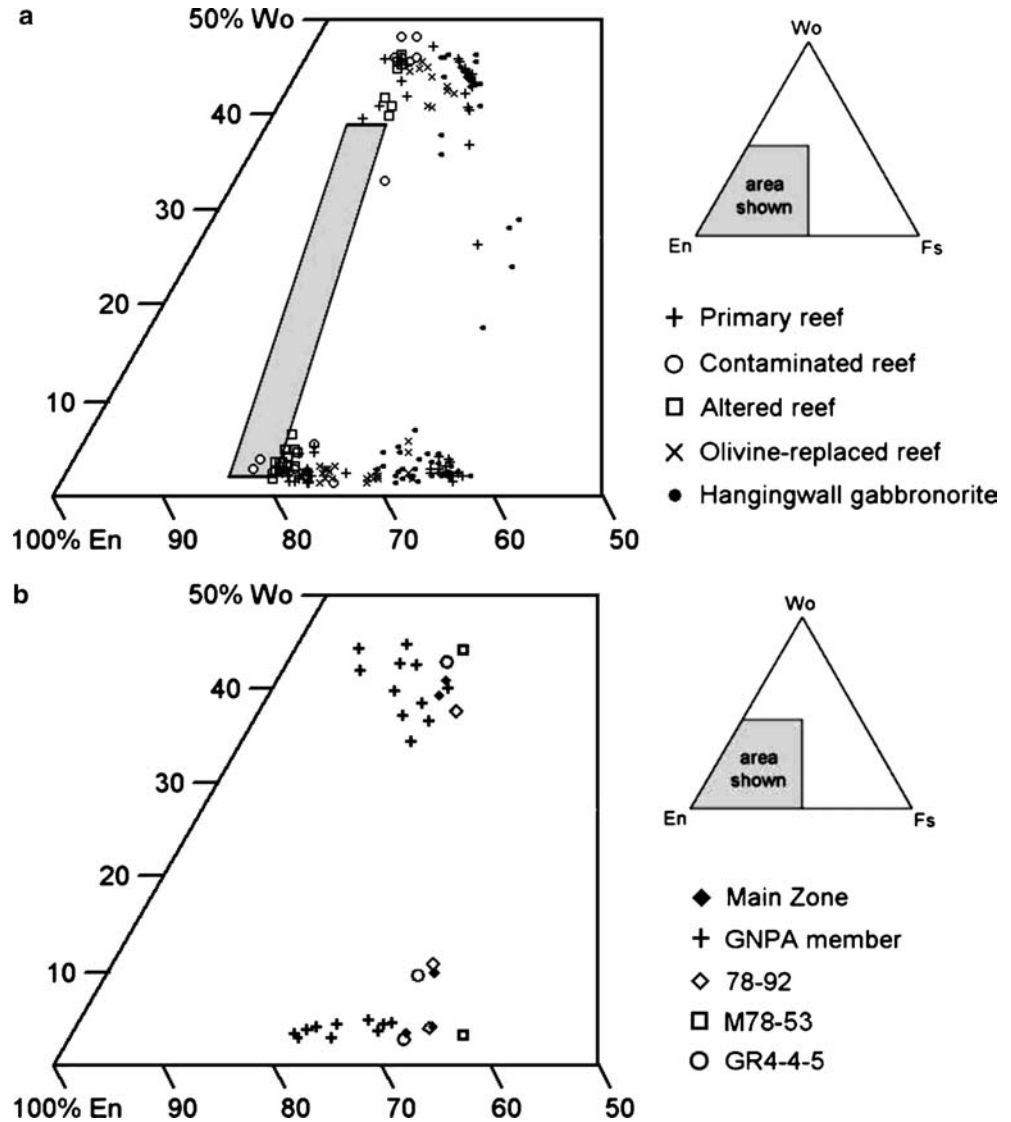 a
50% Wo
40
30
20
10
100% En 90 80 70 60 50
Wo
area
shown
En Fs
Primary reef
Contaminated reef
Altered reef
Olivine-replaced reef
Hangingwall gabbronorite
b
50% Wo
40
30
20
10
100% En 90 80 70 60 50
Wo
area
shown
En Fs
Main Zone
GNPA member
78-92
M78-53
GR4-4-5